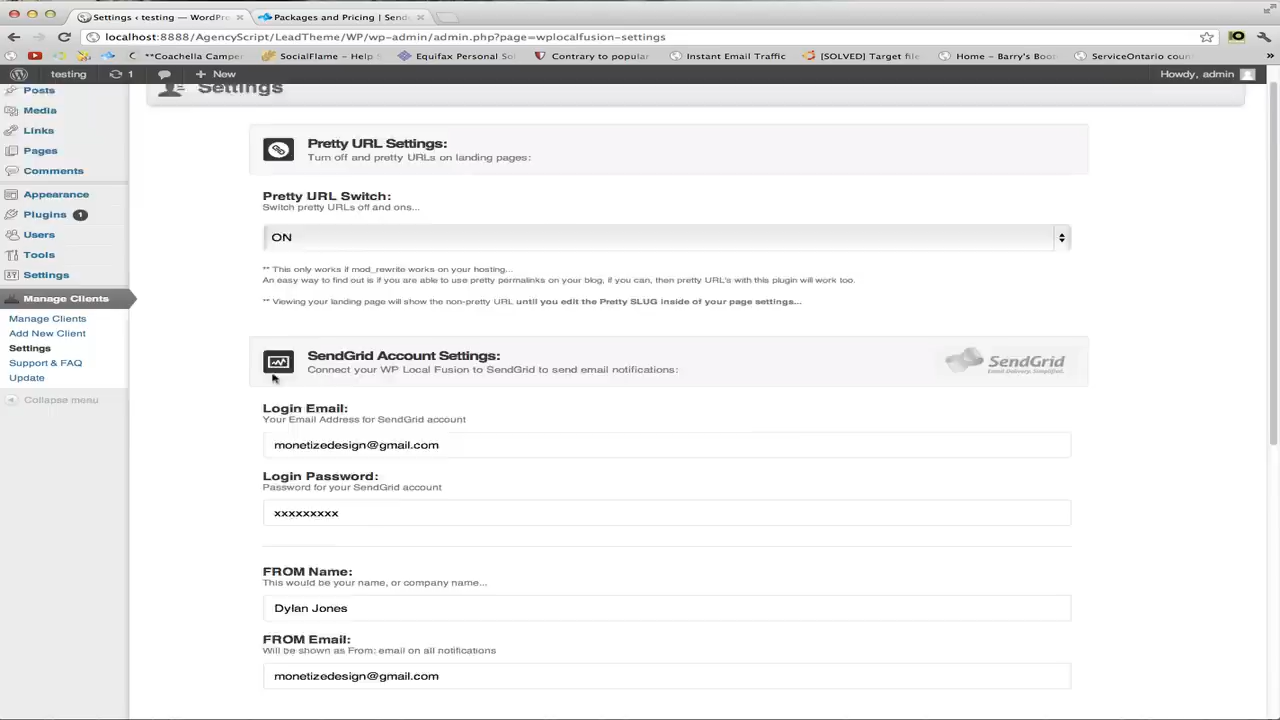 Settings ‹ testing — WordPr
Packages and Pricing | Send
localhost:8888/AgencyScript/LeadTheme/WP/wp-admin/admin.php?page=wplocalfusion-settings
**Coachella Camper
SocialFlame – Help
Equifax Personal Sol
Contrary to popular
Instant Email Traffic
[SOLVED] Target file
Home – Barry's Boo
ServiceOntario coun
»
testing
1
+ New
Howdy, admin
Posts
Media
Links
Pages
Comments
Appearance
Plugins 1
Users
Tools
Settings
Manage Clients
Manage Clients
Add New Client
Settings
Support & FAQ
Update
Collapse menu
Settings
Pretty URL Settings:
Turn off and pretty URLs on landing pages:
Pretty URL Switch:
Switch pretty URLs off and ons...
ON
** This only works if mod_rewrite works on your hosting...
An easy way to find out is if you are able to use pretty permalinks on your blog, if you can, then pretty URL's with this plugin will work too.
** Viewing your landing page will show the non-pretty URL until you edit the Pretty SLUG inside of your page settings...
SendGrid Account Settings:
Connect your WP Local Fusion to SendGrid to send email notifications:
SendGrid
Email Delivery. Simplified.
Login Email:
Your Email Address for SendGrid account
monetizedesign@gmail.com
Login Password:
Password for your SendGrid account
xxxxxxxxx
FROM Name:
This would be your name, or company name...
Dylan Jones
FROM Email:
Will be shown as From: email on all notifications
monetizedesign@gmail.com